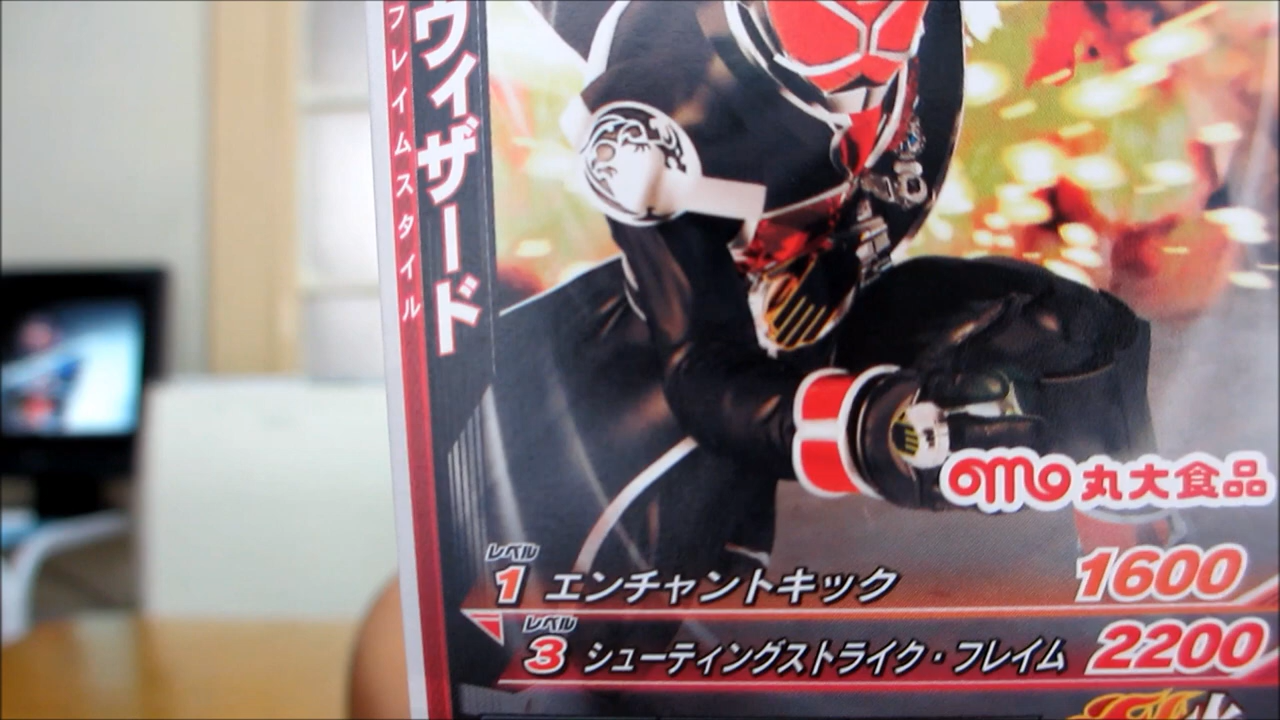 ウィザード
フレイムスタイル
丸大食品
レベル
1 エンチャントキック 1600
レベル
3 シューティングストライク・フレイム 2200